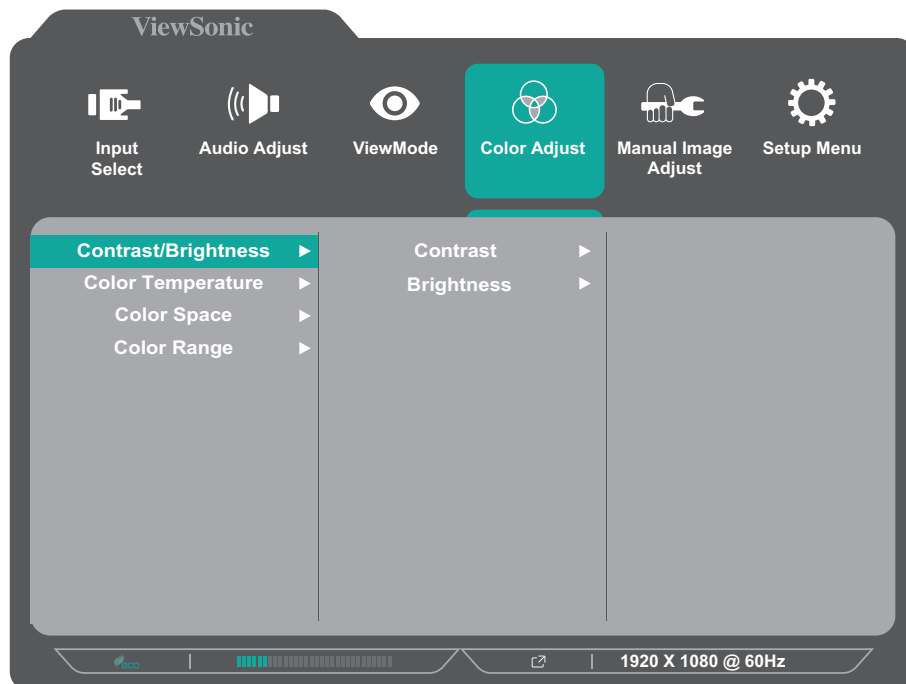 ViewSonic
Input
Select
Audio Adjust
ViewMode
Color Adjust
Manual Image
Adjust
Setup Menu
Contrast/Brightness
Color Temperature
Color Space
Color Range
Contrast
Brightness
eco
1920 X 1080 @ 60Hz